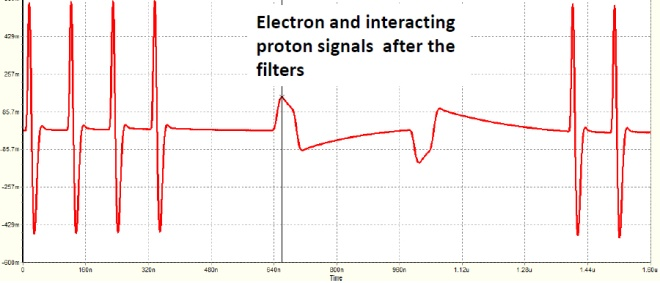 Electron and interacting
proton signals after the
filters
429m
257m
85.7m
-85.7m
-257m
-429m
-600m
0 160n 320n 480n 640n 800n 960n 1.12u 1.28u 1.44u 1.60u
Time